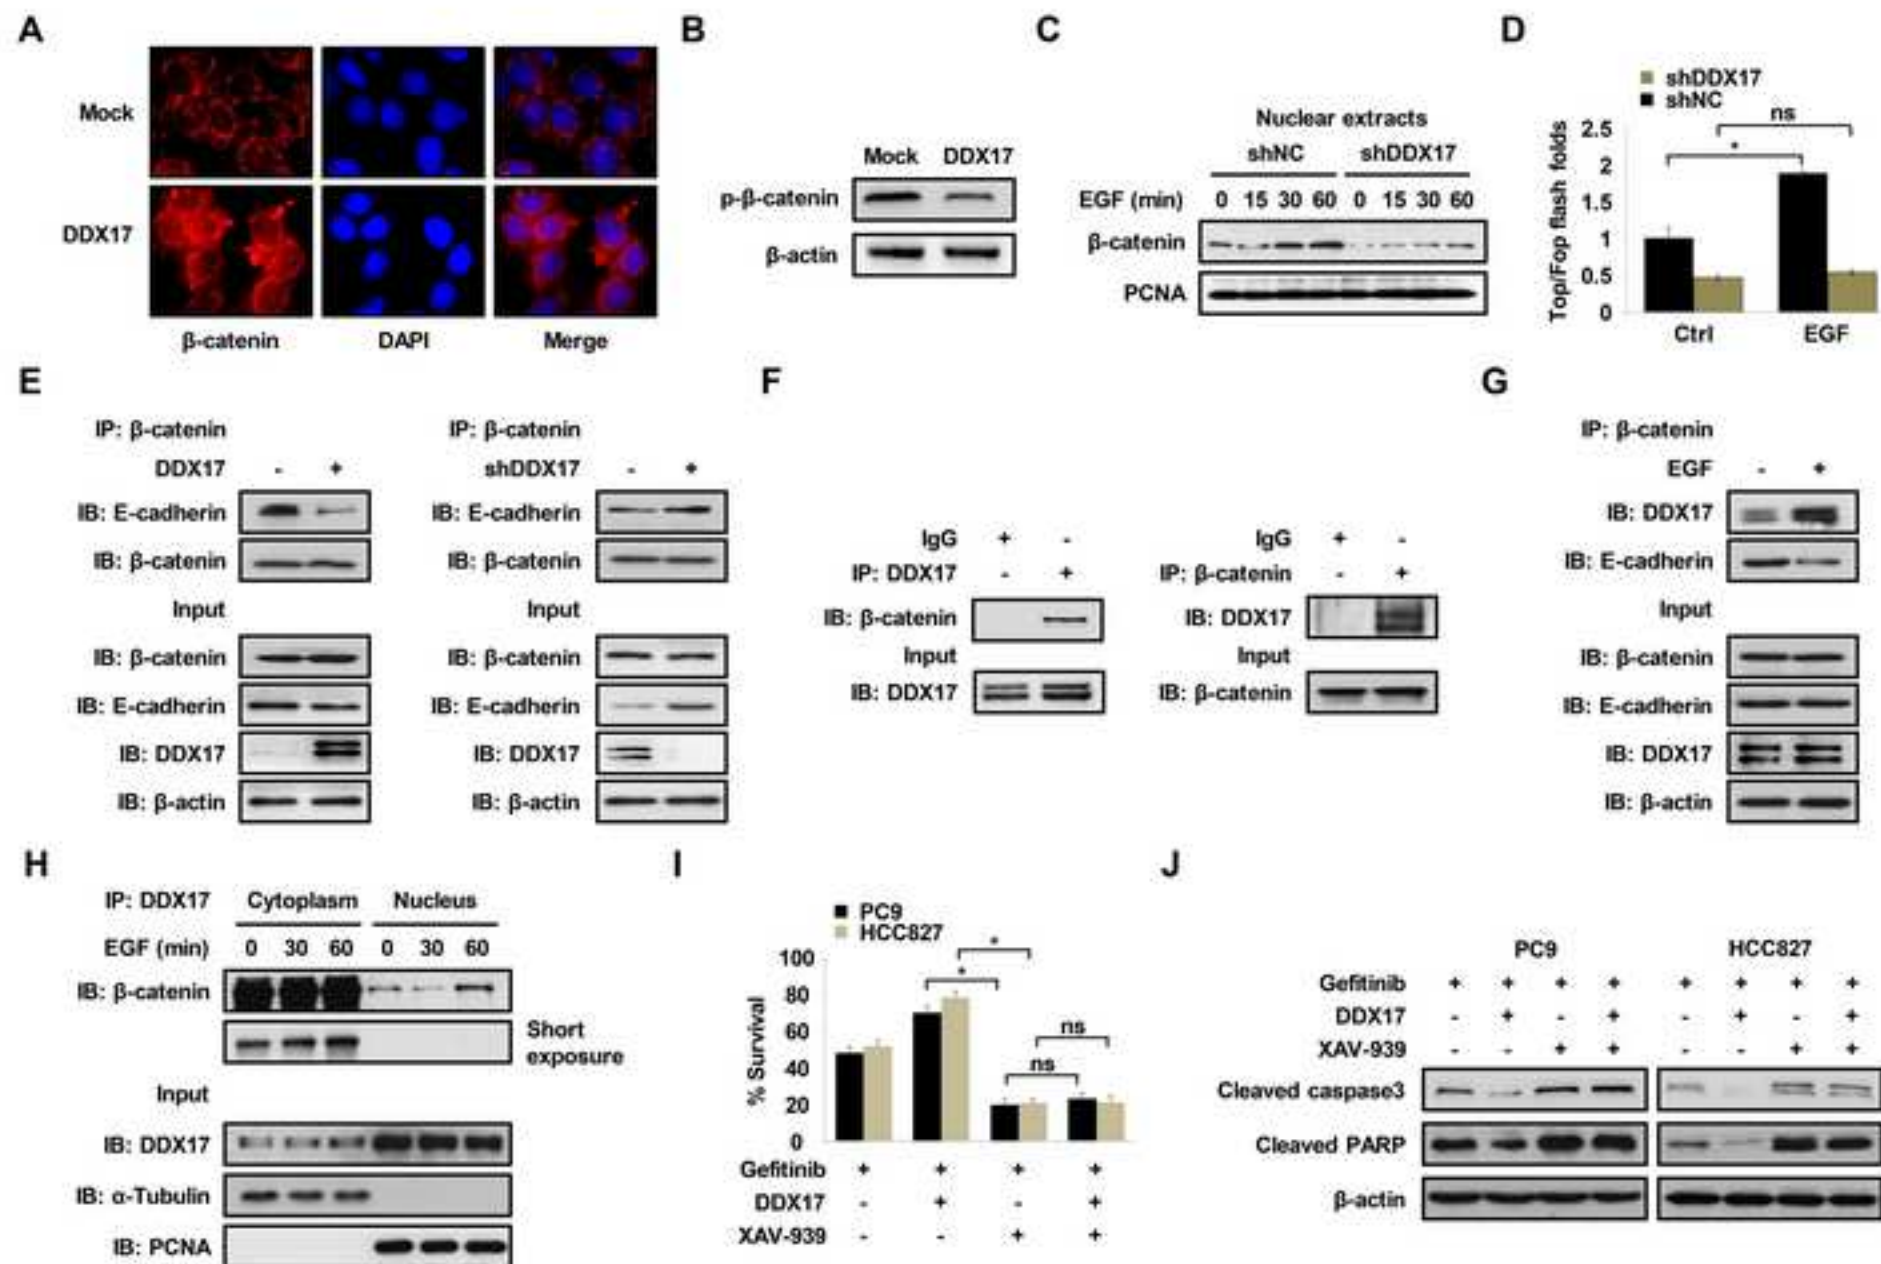 A
Mock
DDX17
β-catenin DAPI Merge
B
Mock DDX17
p-β-catenin
β-actin
C
Nuclear extracts
shNC shDDX17
EGF (min) 0 15 30 60 0 15 30 60
β-catenin
PCNA
D
shDDX17
shNC
ns
*
Top/Fop flash folds
2.5
2
1.5
1
0.5
0
Ctrl EGF
E
IP: β-catenin
DDX17 - +
IB: E-cadherin
IB: β-catenin
Input
IB: β-catenin
IB: E-cadherin
IB: DDX17
IB: β-actin
IP: β-catenin
shDDX17 - +
IB: E-cadherin
IB: β-catenin
Input
IB: β-catenin
IB: E-cadherin
IB: DDX17
IB: β-actin
F
IgG + -
IP: DDX17 - +
IB: β-catenin
Input
IB: DDX17
IgG + -
IP: β-catenin - +
IB: DDX17
Input
IB: β-catenin
G
IP: β-catenin
EGF - +
IB: DDX17
IB: E-cadherin
Input
IB: β-catenin
IB: E-cadherin
IB: DDX17
IB: β-actin
H
IP: DDX17 Cytoplasm Nucleus
EGF (min) 0 30 60 0 30 60
IB: β-catenin
Short
exposure
Input
IB: DDX17
IB: α-Tubulin
IB: PCNA
I
PC9
HCC827
*
*
ns
ns
% Survival
100
80
60
40
20
0
Gefitinib + + + +
DDX17 - + - +
XAV-939 - - + +
J
PC9 HCC827
Gefitinib + + + + + + + +
DDX17 - + - + - + - +
XAV-939 - - + + - - + +
Cleaved caspase3
Cleaved PARP
β-actin